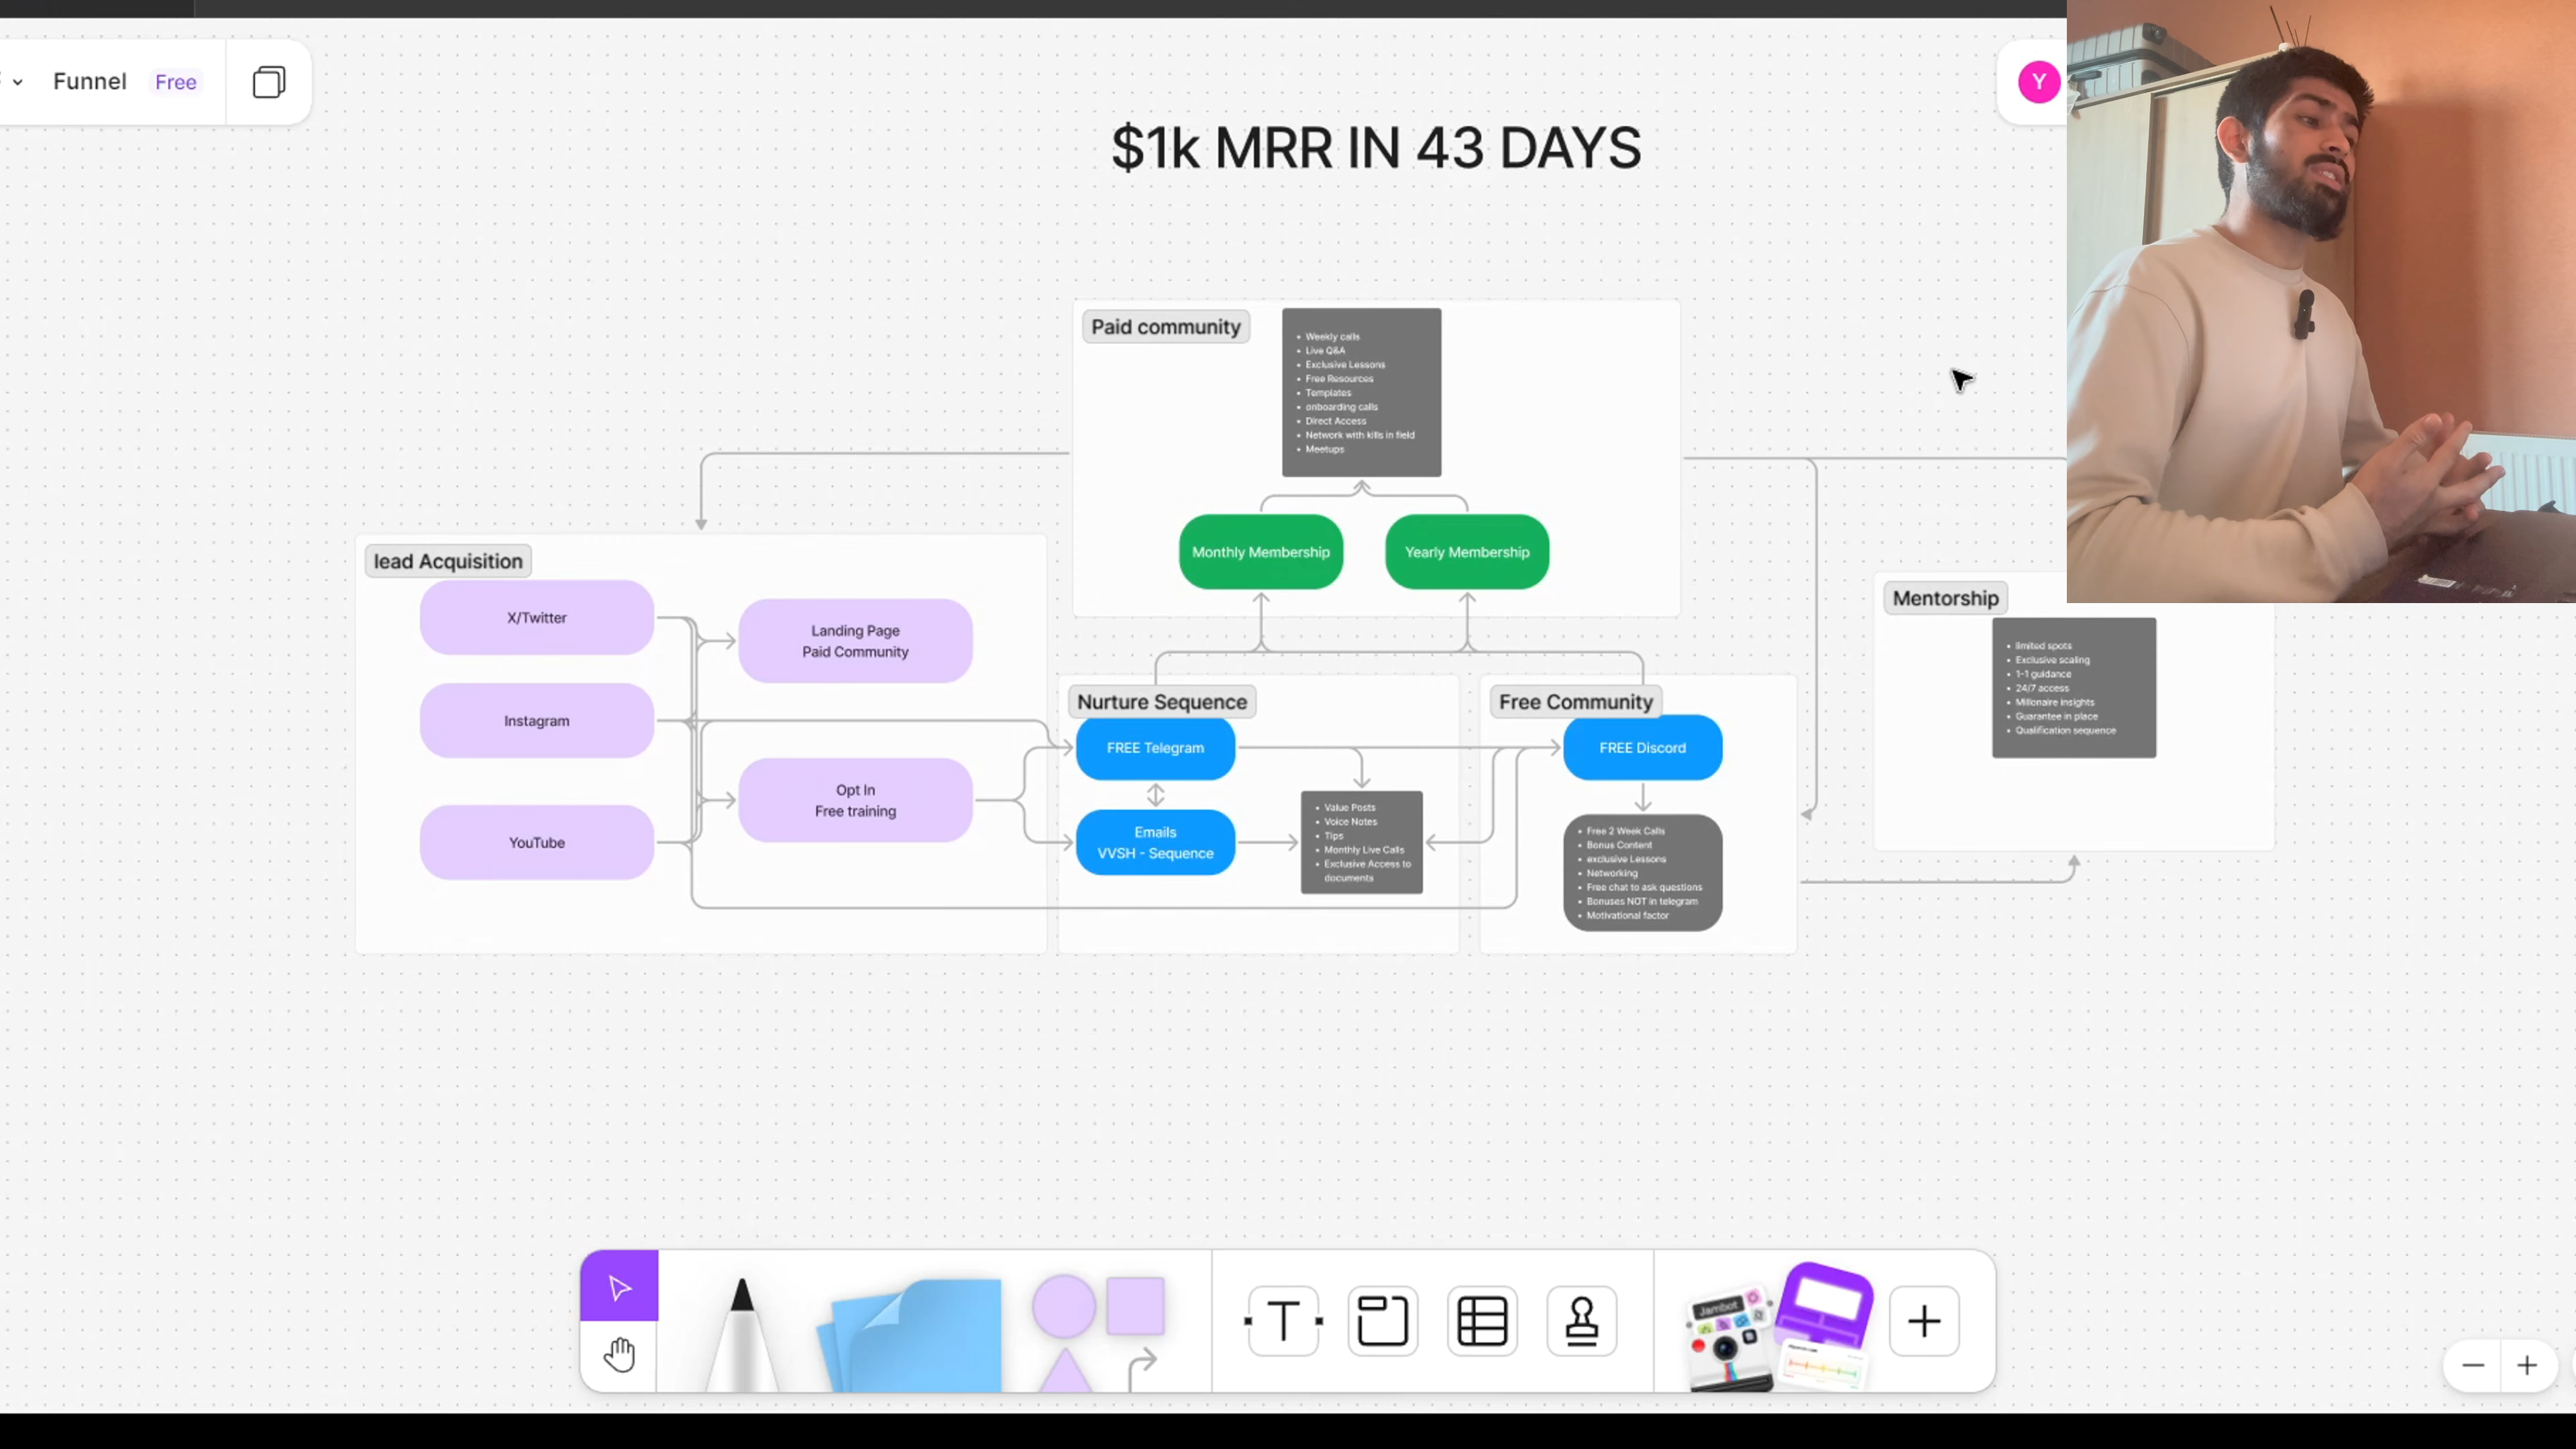 Funnel Free
Y
$1k MRR IN 43 DAYS
Paid community
• Weekly calls
• Live Q&A
• Exclusive Lessons
• Free Resources
• Templates
• onboarding calls
• Direct Access
• Network with kills in field
• Meetups
Monthly Membership
Yearly Membership
lead Acquisition
X/Twitter
Instagram
YouTube
Landing Page
Paid Community
Opt In
Free training
Nurture Sequence
FREE Telegram
Emails
VVSH - Sequence
• Value Posts
• Voice Notes
• Tips
• Monthly Live Calls
• Exclusive Access to
documents
Free Community
FREE Discord
• Free 2 Week Calls
• Bonus Content
• exclusive Lessons
• Networking
• Free chat to ask questions
• Bonuses NOT in telegram
• Motivational factor
Mentorship
• limited spots
• Exclusive scaling
• 1-1 guidance
• 24/7 access
• Millonaire insights
• Guarantee in place
• Qualification sequence
T
Jambot